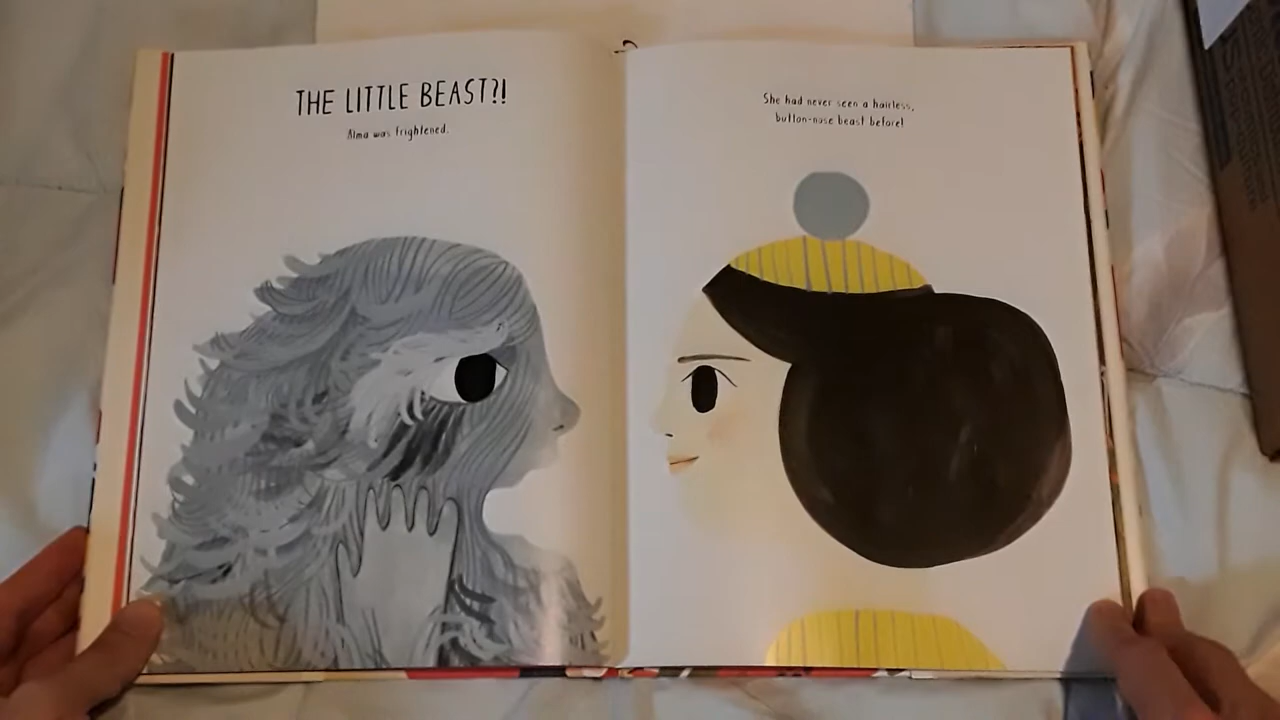 THE LITTLE BEAST?!
Alma was frightened.
She had never seen a hairless,
button-nose beast before!